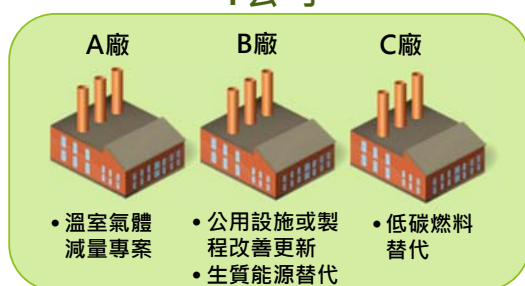 A廠
B廠
C廠
• 溫室氣體
減量專案
• 公用設施或製
程改善更新
• 生質能源替代
• 低碳燃料
替代